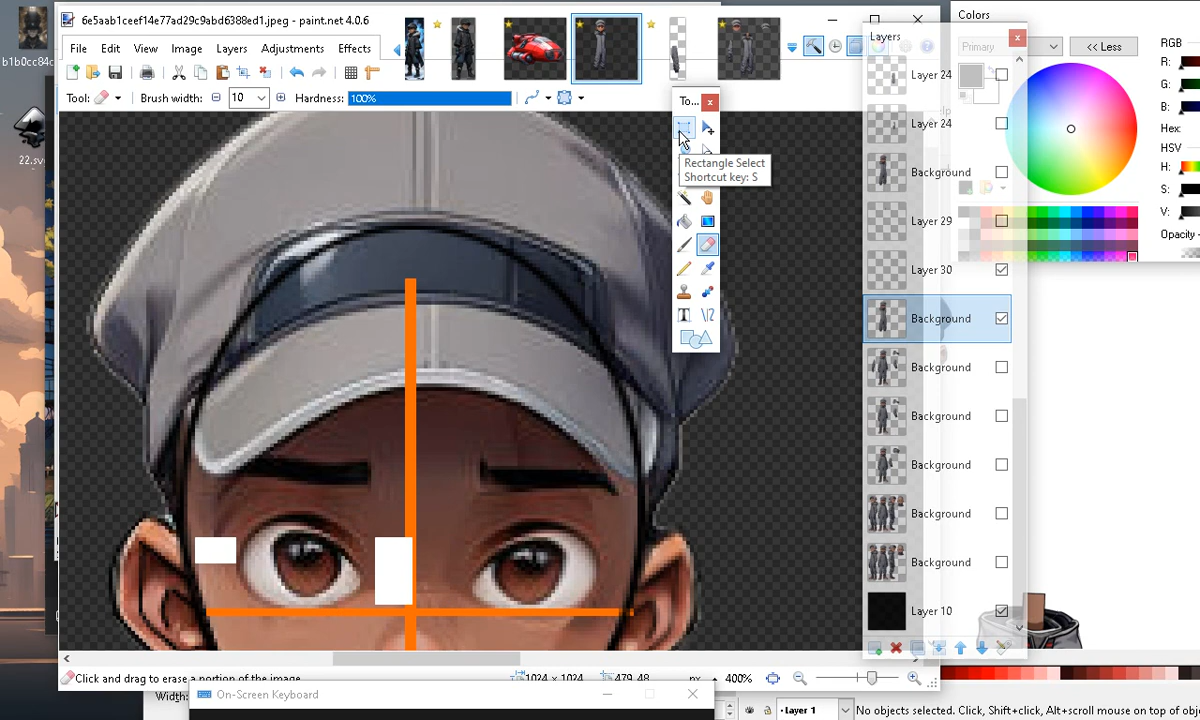 6e5aab1ceef14e77ad29c9abd6388ed1.jpeg - paint.net 4.0.6
Colors
b1b0cc84c
File Edit View Image Layers Adjustments Effects
Layers
Primary
<< Less
RGB
R:
G:
B:
Hex:
HSV
H:
S:
V:
Opacity -
Tool:
Brush width: 10
Hardness: 100%
To...
Rectangle Select
Shortcut key: S
22.sv
Layer 24
Layer 24
Background
Layer 29
Layer 30
Background
Background
Background
Background
Background
Background
Layer 10
Click and drag to erase a portion of the image.
1024 x 1024
479, 48
px
400%
Width:
On-Screen Keyboard
Layer 1
No objects selected. Click, Shift+click, Alt+scroll mouse on top of obj